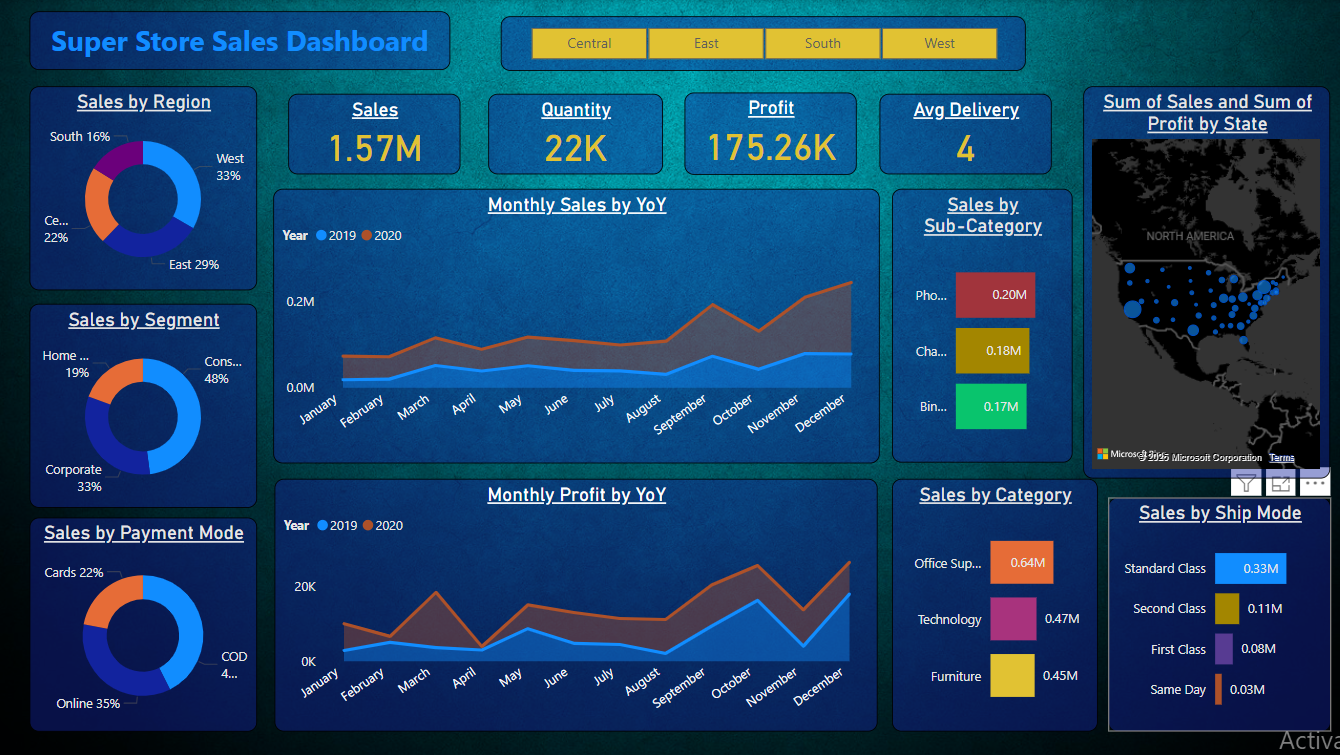 Super Store Sales Dashboard
Central
East
South
West
Sales by Region
South 16%
West
33%
Ce...
22%
East 29%
Sales
1.57M
Quantity
22K
Profit
175.26K
Avg Delivery
4
Sum of Sales and Sum of
Profit by State
NORTH AMERICA
© 2025 Microsoft Corporation
Terms
Monthly Sales by YoY
Year
2019
2020
0.2M
0.0M
January
February
March
April
May
June
July
August
September
October
November
December
Sales by
Sub-Category
Pho...
0.20M
Cha...
0.18M
Bin...
0.17M
Sales by Segment
Home ...
19%
Cons...
48%
Corporate
33%
Sales by Payment Mode
Cards 22%
COD
4...
Online 35%
Monthly Profit by YoY
Year
2019
2020
20K
0K
January
February
March
April
May
June
July
August
September
October
November
December
Sales by Category
Office Sup...
0.64M
Technology
0.47M
Furniture
0.45M
Sales by Ship Mode
Standard Class
0.33M
Second Class
0.11M
First Class
0.08M
Same Day
0.03M
Activa